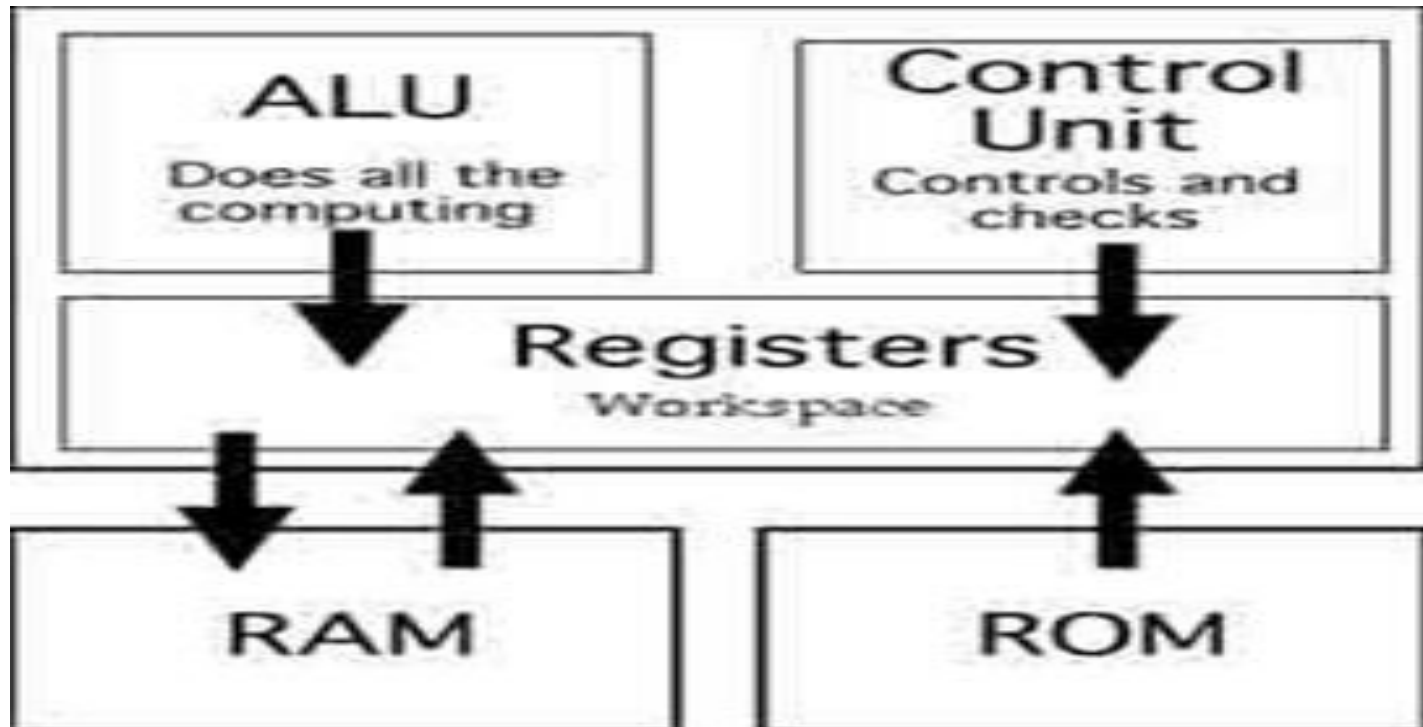 ALU
Does all the
computing
Control
Unit
Controls and
checks
Registers
Workspace
RAM
ROM